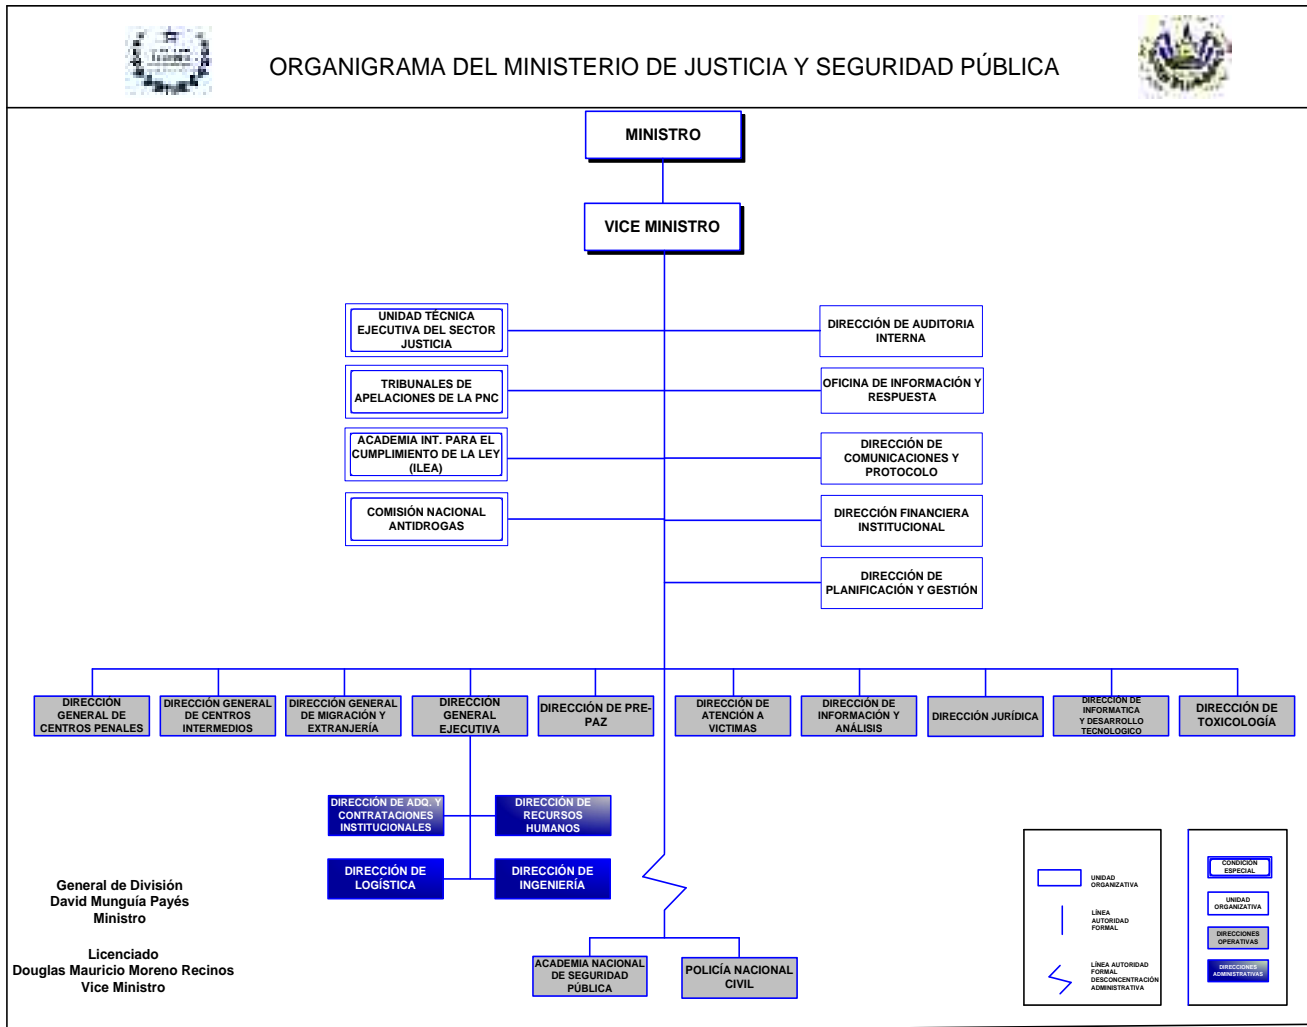 ORGANIGRAMA DEL MINISTERIO DE JUSTICIA Y SEGURIDAD PÚBLICA
MINISTRO
VICE MINISTRO
UNIDAD TÉCNICA
EJECUTIVA DEL SECTOR
JUSTICIA
DIRECCIÓN DE AUDITORIA
INTERNA
TRIBUNALES DE
APELACIONES DE LA PNC
OFICINA DE INFORMACIÓN Y
RESPUESTA
ACADEMIA INT. PARA EL
CUMPLIMIENTO DE LA LEY
(ILEA)
DIRECCIÓN DE
COMUNICACIONES Y
PROTOCOLO
COMISIÓN NACIONAL
ANTIDROGAS
DIRECCIÓN FINANCIERA
INSTITUCIONAL
DIRECCIÓN DE
PLANIFICACIÓN Y GESTIÓN
DIRECCIÓN
GENERAL DE
CENTROS PENALES
DIRECCIÓN GENERAL
DE CENTROS
INTERMEDIOS
DIRECCIÓN GENERAL
DE MIGRACIÓN Y
EXTRANJERÍA
DIRECCIÓN
GENERAL
EJECUTIVA
DIRECCIÓN DE PRE-
PAZ
DIRECCIÓN DE
ATENCIÓN A
VICTIMAS
DIRECCIÓN DE
INFORMACIÓN Y
ANÁLISIS
DIRECCIÓN JURÍDICA
DIRECCIÓN DE
INFORMATICA
Y DESARROLLO
TECNOLOGICO
DIRECCIÓN DE
TOXICOLOGÍA
DIRECCIÓN DE ADQ. Y
CONTRATACIONES
INSTITUCIONALES
DIRECCIÓN DE
RECURSOS
HUMANOS
DIRECCIÓN DE
LOGÍSTICA
DIRECCIÓN DE
INGENIERÍA
ACADEMIA NACIONAL
DE SEGURIDAD
PÚBLICA
POLICÍA NACIONAL
CIVIL
General de División
David Munguía Payés
Ministro
Licenciado
Douglas Mauricio Moreno Recinos
Vice Ministro
UNIDAD
ORGANIZATIVA
LÍNEA
AUTORIDAD
FORMAL
LÍNEA AUTORIDAD
FORMAL
DESCONCENTRACIÓN
ADMINISTRATIVA
CONDICION
ESPECIAL
UNIDAD
ORGANIZATIVA
DIRECCIONES
OPERATIVAS
DIRECCIONES
ADMINISTRATIVAS